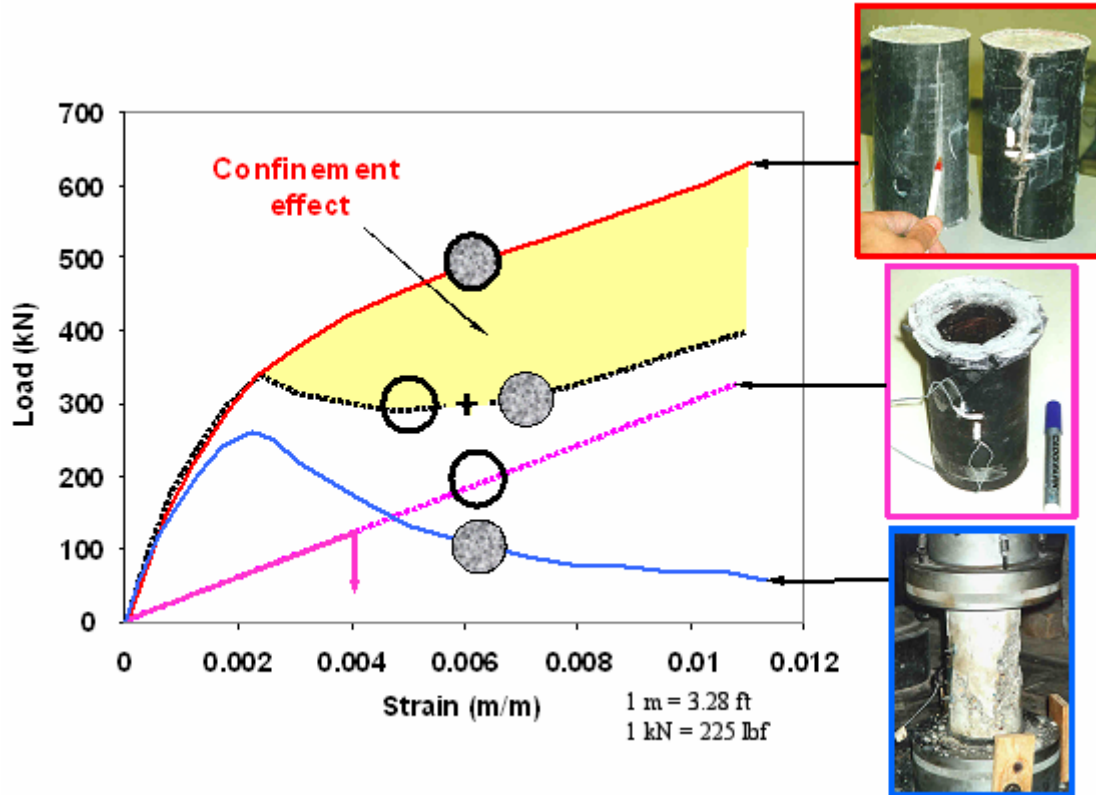 700
600
500
400
300
200
100
0
Load (kN)
Confinement
effect
+
0
0.002
0.004
0.006
0.008
0.01
0.012
Strain (m/m)
1 m = 3.28 ft
1 kN = 225 lbf